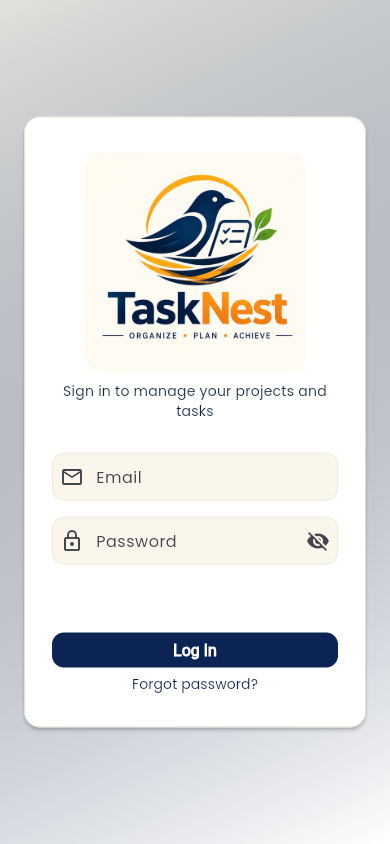 TaskNest
ORGANIZE • PLAN • ACHIEVE
Sign in to manage your projects and
tasks
Email
Password
Log In
Forgot password?